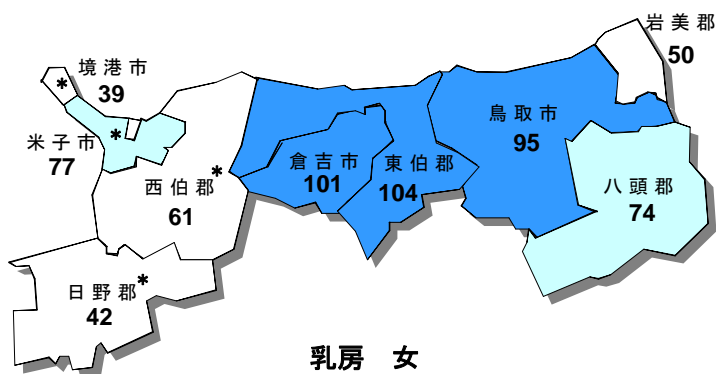 岩美郡
50
境港市
39
*
米子市
77
*
鳥取市
95
倉吉市
101
東伯郡
104
西伯郡
61
*
八頭郡
74
日野郡
42
*
乳房　女